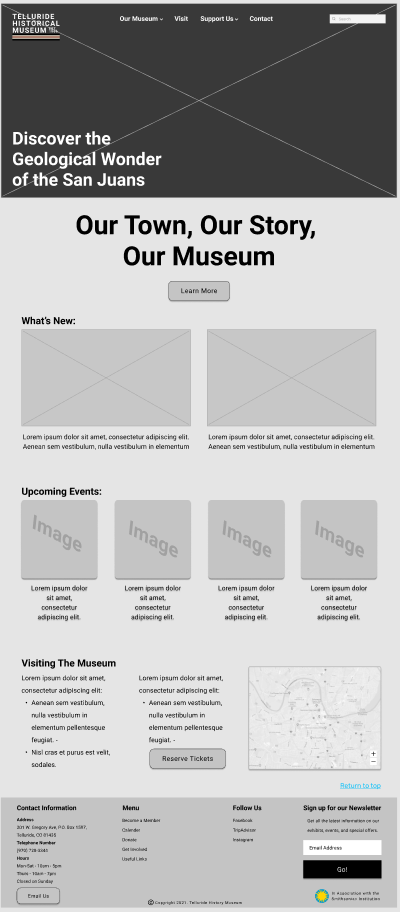 TELLURIDE
HISTORICAL
MUSEUM
Our Museum
Visit
Support Us
Contact
Search
Discover the
Geological Wonder
of the San Juans
Our Town, Our Story,
Our Museum
Learn More
What's New:
Lorem ipsum dolor sit amet, consectetur adipiscing elit.
Aenean sem vestibulum, nulla vestibulum in elementum
Lorem ipsum dolor sit amet, consectetur adipiscing elit.
Aenean sem vestibulum, nulla vestibulum in elementum
Upcoming Events:
Image
Image
Image
Image
Lorem ipsum dolor
sit amet,
consectetur
adipiscing elit.
Lorem ipsum dolor
sit amet,
consectetur
adipiscing elit.
Lorem ipsum dolor
sit amet,
consectetur
adipiscing elit.
Lorem ipsum dolor
sit amet,
consectetur
adipiscing elit.
Visiting The Museum
Lorem ipsum dolor sit amet,
consectetur adipiscing elit:
• Aenean sem vestibulum,
nulla vestibulum in
elementum pellentesque
feugiat. -
• Nisl cras et purus est velit,
sodales.
Lorem ipsum dolor sit amet,
consectetur adipiscing elit:
• Aenean sem vestibulum,
nulla vestibulum in
elementum pellentesque
feugiat. -
Reserve Tickets
+
−
Return to top
Contact Information
Address
201 W. Gregory Ave, P.O. Box 1597,
Telluride, CO 81435
Telephone Number
(970) 728-3344
Hours
Mon-Sat - 10am - 5pm
Thurs - 10am - 7pm
Closed on Sunday
Email Us
Menu
Become a Member
Calander
Donate
Get Involved
Useful Links
Follow Us
Facebook
TripAdvisor
Instagram
Sign up for our Newsletter
Get all the latest information on our
exhibits, events, and special offers.
Email Address
Go!
© Copyright 2021. Telluride History Museum
In Association with the
Smithsonian Institution